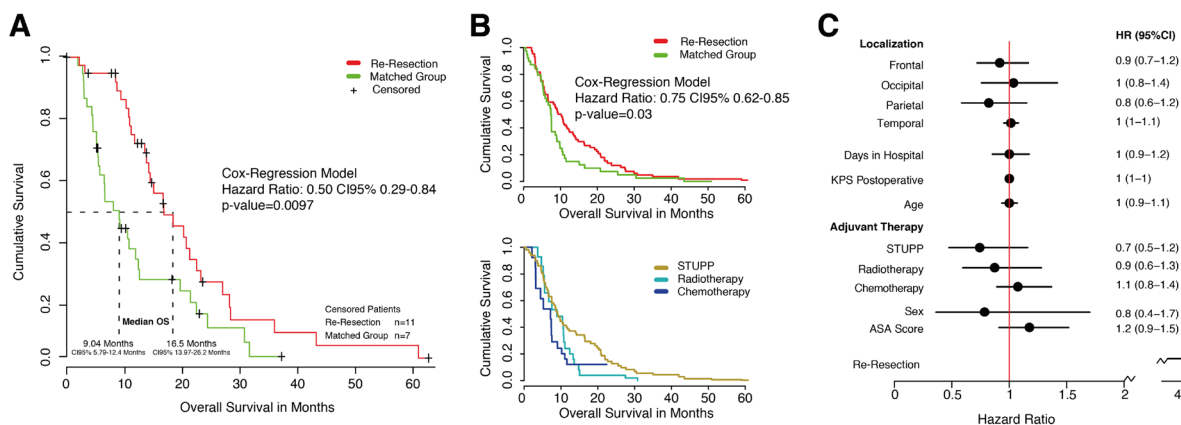 A
Cumulative Survival
1.0
0.8
0.6
0.4
0.2
0.0
Re-Resection
Matched Group
Censored
Cox-Regression Model
Hazard Ratio: 0.50 CI95% 0.29-0.84
p-value=0.0097
Median OS
9.04 Months
CI95% 5.79-12.4 Months
16.5 Months
CI95% 13.97-26.2 Months
Censored Patients
Re-Resection n=11
Matched Group n=7
0 10 20 30 40 50 60
Overall Survival in Months
B
Cumulative Survival
1.0
0.8
0.6
0.4
0.2
0.0
Re-Resection
Matched Group
Cox-Regression Model
Hazard Ratio: 0.75 CI95% 0.62-0.85
p-value=0.03
0 10 20 30 40 50 60
Overall Survival in Months
Cumulative Survival
1.0
0.8
0.6
0.4
0.2
0.0
STUPP
Radiotherapy
Chemotherapy
0 10 20 30 40 50 60
Overall Survival in Months
C
HR (95%CI)
Localization
Frontal 0.9 (0.7–1.2)
Occipital 1 (0.8–1.4)
Parietal 0.8 (0.6–1.2)
Temporal 1 (1–1.1)
Days in Hospital 1 (0.9–1.2)
KPS Postoperative 1 (1–1)
Age 1 (0.9–1.1)
Adjuvant Therapy
STUPP 0.7 (0.5–1.2)
Radiotherapy 0.9 (0.6–1.3)
Chemotherapy 1.1 (0.8–1.4)
Sex 0.8 (0.4–1.7)
ASA Score 1.2 (0.9–1.5)
Re-Resection
0 0.5 1 1.5 2 4
Hazard Ratio